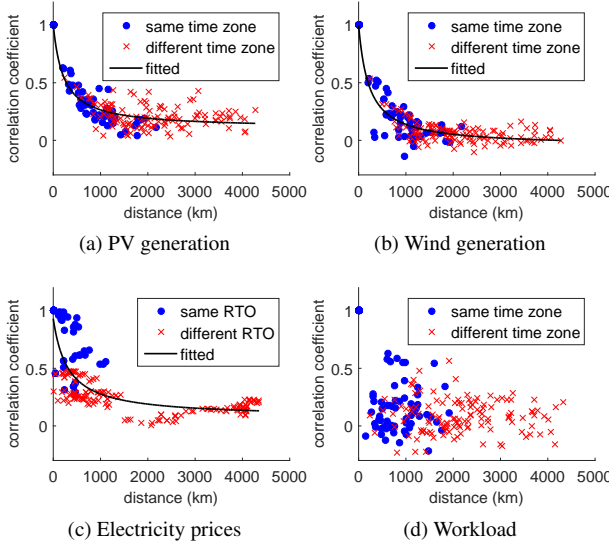 correlation coefficient
1
0.5
0
same time zone
different time zone
fitted
0 1000 2000 3000 4000 5000
distance (km)
(a) PV generation
correlation coefficient
1
0.5
0
same time zone
different time zone
fitted
0 1000 2000 3000 4000 5000
distance (km)
(b) Wind generation
correlation coefficient
1
0.5
0
same RTO
different RTO
fitted
0 1000 2000 3000 4000 5000
distance (km)
(c) Electricity prices
correlation coefficient
1
0.5
0
same time zone
different time zone
0 1000 2000 3000 4000 5000
distance (km)
(d) Workload